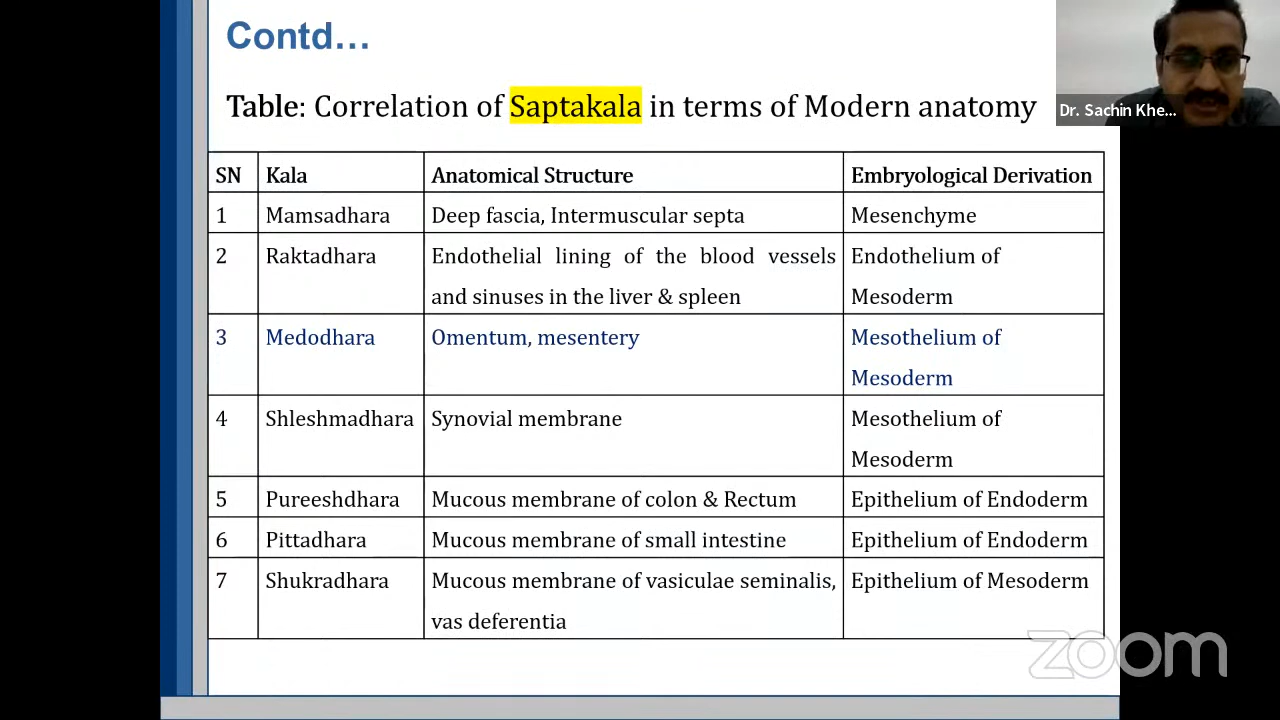 Contd...
Table: Correlation of Saptakala in terms of Modern anatomy
Dr. Sachin Khe...
SN Kala Anatomical Structure Embryological Derivation
1 Mamsadhara Deep fascia, Intermuscular septa Mesenchyme
2 Raktadhara Endothelial lining of the blood vessels Endothelium of
and sinuses in the liver & spleen Mesoderm
3 Medodhara Omentum, mesentery Mesothelium of
Mesoderm
4 Shleshmadhara Synovial membrane Mesothelium of
Mesoderm
5 Pureeshdhara Mucous membrane of colon & Rectum Epithelium of Endoderm
6 Pittadhara Mucous membrane of small intestine Epithelium of Endoderm
7 Shukradhara Mucous membrane of vasiculae seminalis, Epithelium of Mesoderm
vas deferentia
zoom